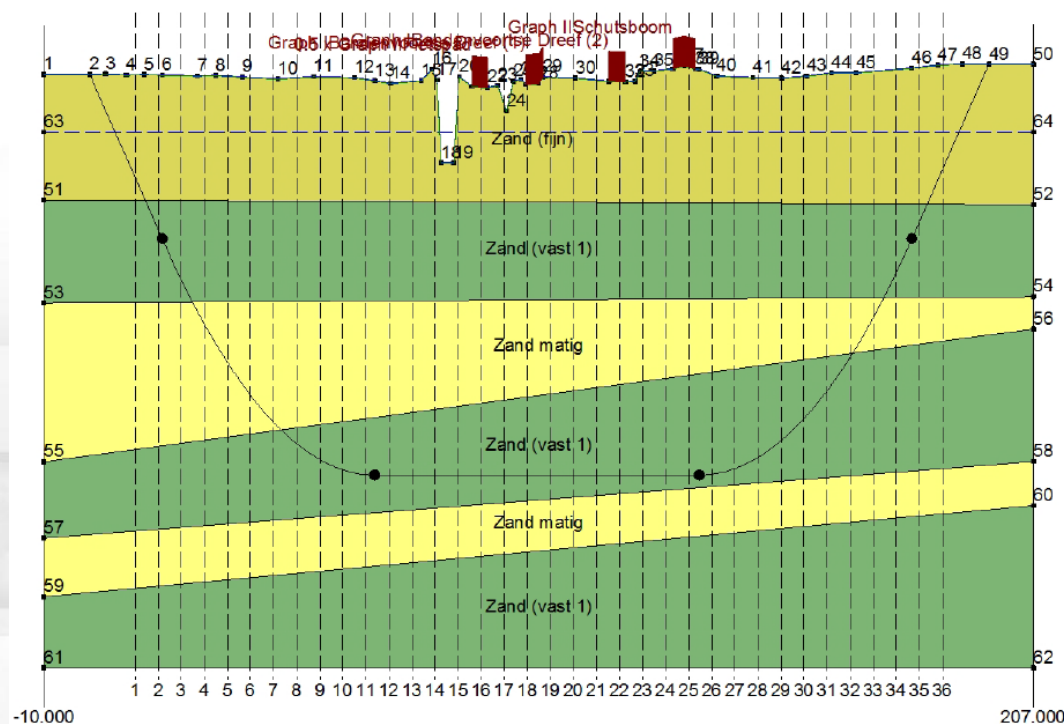 Graph II Schutsboom
1 2 3 4 5 6 7 8 9 10 11 12 13 14 15 16 17 20 22 24 29 30 34 35 40 41 42 43 44 45 46 47 48 49 50
18 19
63 64
Zand (fijn)
51 52
Zand (vast 1)
53 54
56
Zand matig
55
Zand (vast 1)
58
57 60
Zand matig
59
Zand (vast 1)
61 62
1 2 3 4 5 6 7 8 9 10 11 12 13 14 15 16 17 18 19 20 21 22 23 24 25 26 27 28 29 30 31 32 33 34 35 36
-10.000 207.000